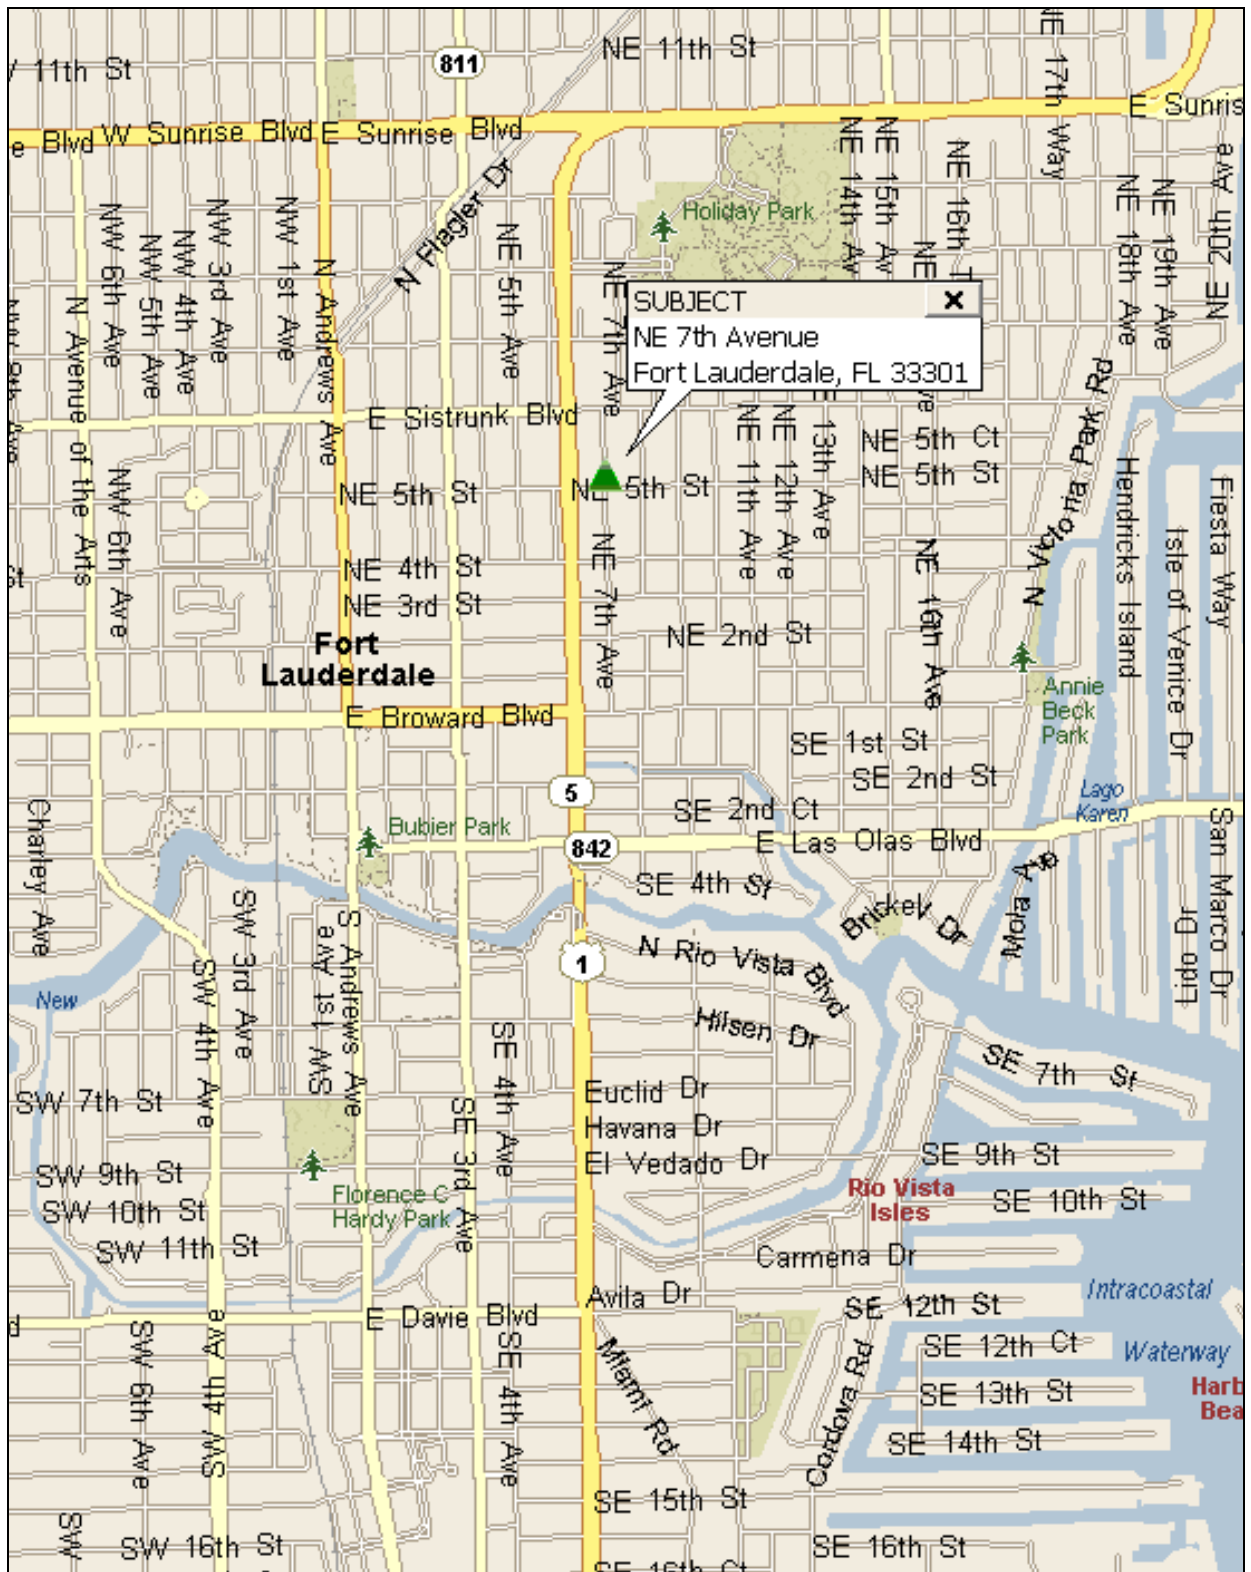 NE 11th St
811
11th St
NE 17th Way
E Sunris
e Blvd
W Sunrise Blvd
E Sunrise Blvd
N Flagler Dr
NE 14th Av
NE 15th Av
NE 16th T
NE 18th Ave
NE 19th Ave
NE 20th Ave
Holiday Park
NW 6th Ave
NW 5th Ave
NW 4th Ave
NW 3rd Ave
NW 1st Ave
N Andrews Ave
NE 5th Ave
NE 7th Ave
NE
SUBJECT
NE 7th Avenue
Fort Lauderdale, FL 33301
N Avenue of the Arts
E Sistrunk Blvd
NE 11th Ave
NE 12th Ave
13th Ave
ve
NE 5th Ct
NE 5th St
N Victoria Park Rd
NW 6th Ave
NE 5th St
NE 5th St
Hendricks Island
Isle of Venice Dr
Fiesta Way
NE 4th St
NE 3rd St
NE 7th Ave
NE 2nd St
NE 16th Ave
Fort
Lauderdale
Annie
Beck
Park
E Broward Blvd
SE 1st St
SE 2nd St
5
SE 2nd Ct
Lago
Karen
Charley Ave
Bubier Park
842
E Las Olas Blvd
San Marco Dr
SE 4th St
Brickell Dr
Mola Ave
Lido Dr
SW 3rd Ave
SW 1st Ave
S Andrews Ave
N Rio Vista Blvd
1
New
SW 4th Ave
Hilsen Dr
SE 4th Ave
SE 7th St
SW 7th St
Euclid Dr
SE 3rd Ave
Havana Dr
El Vedado Dr
SE 9th St
SW 9th St
Florence C
Hardy Park
Rio Vista
Isles
SE 10th St
SW 10th St
SW 11th St
Carmena Dr
Avila Dr
Intracoastal
SE 12th St
d
E Davie Blvd
SE 12th Ct
Waterway
SW 6th Ave
SW 4th Ave
SE 4th Ave
Miami Rd
Cordova Rd
SE 13th St
Harb
Bea
SE 14th St
SE 15th St
SW
SW 16th St
SE 16th St
SE 16th Ct